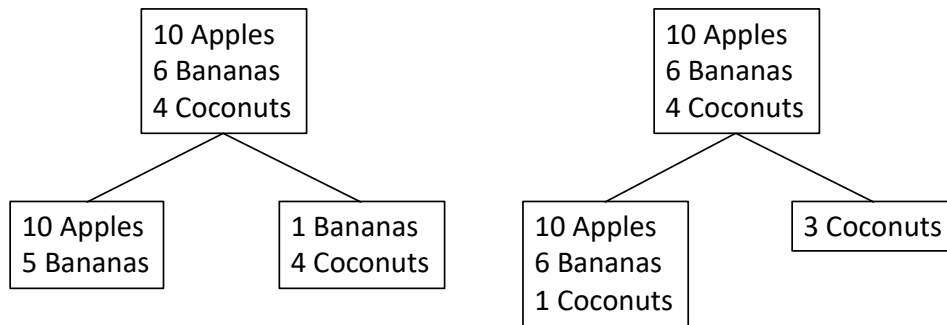 10 Apples
6 Bananas
4 Coconuts
10 Apples
5 Bananas
1 Bananas
4 Coconuts
10 Apples
6 Bananas
4 Coconuts
10 Apples
6 Bananas
1 Coconuts
3 Coconuts